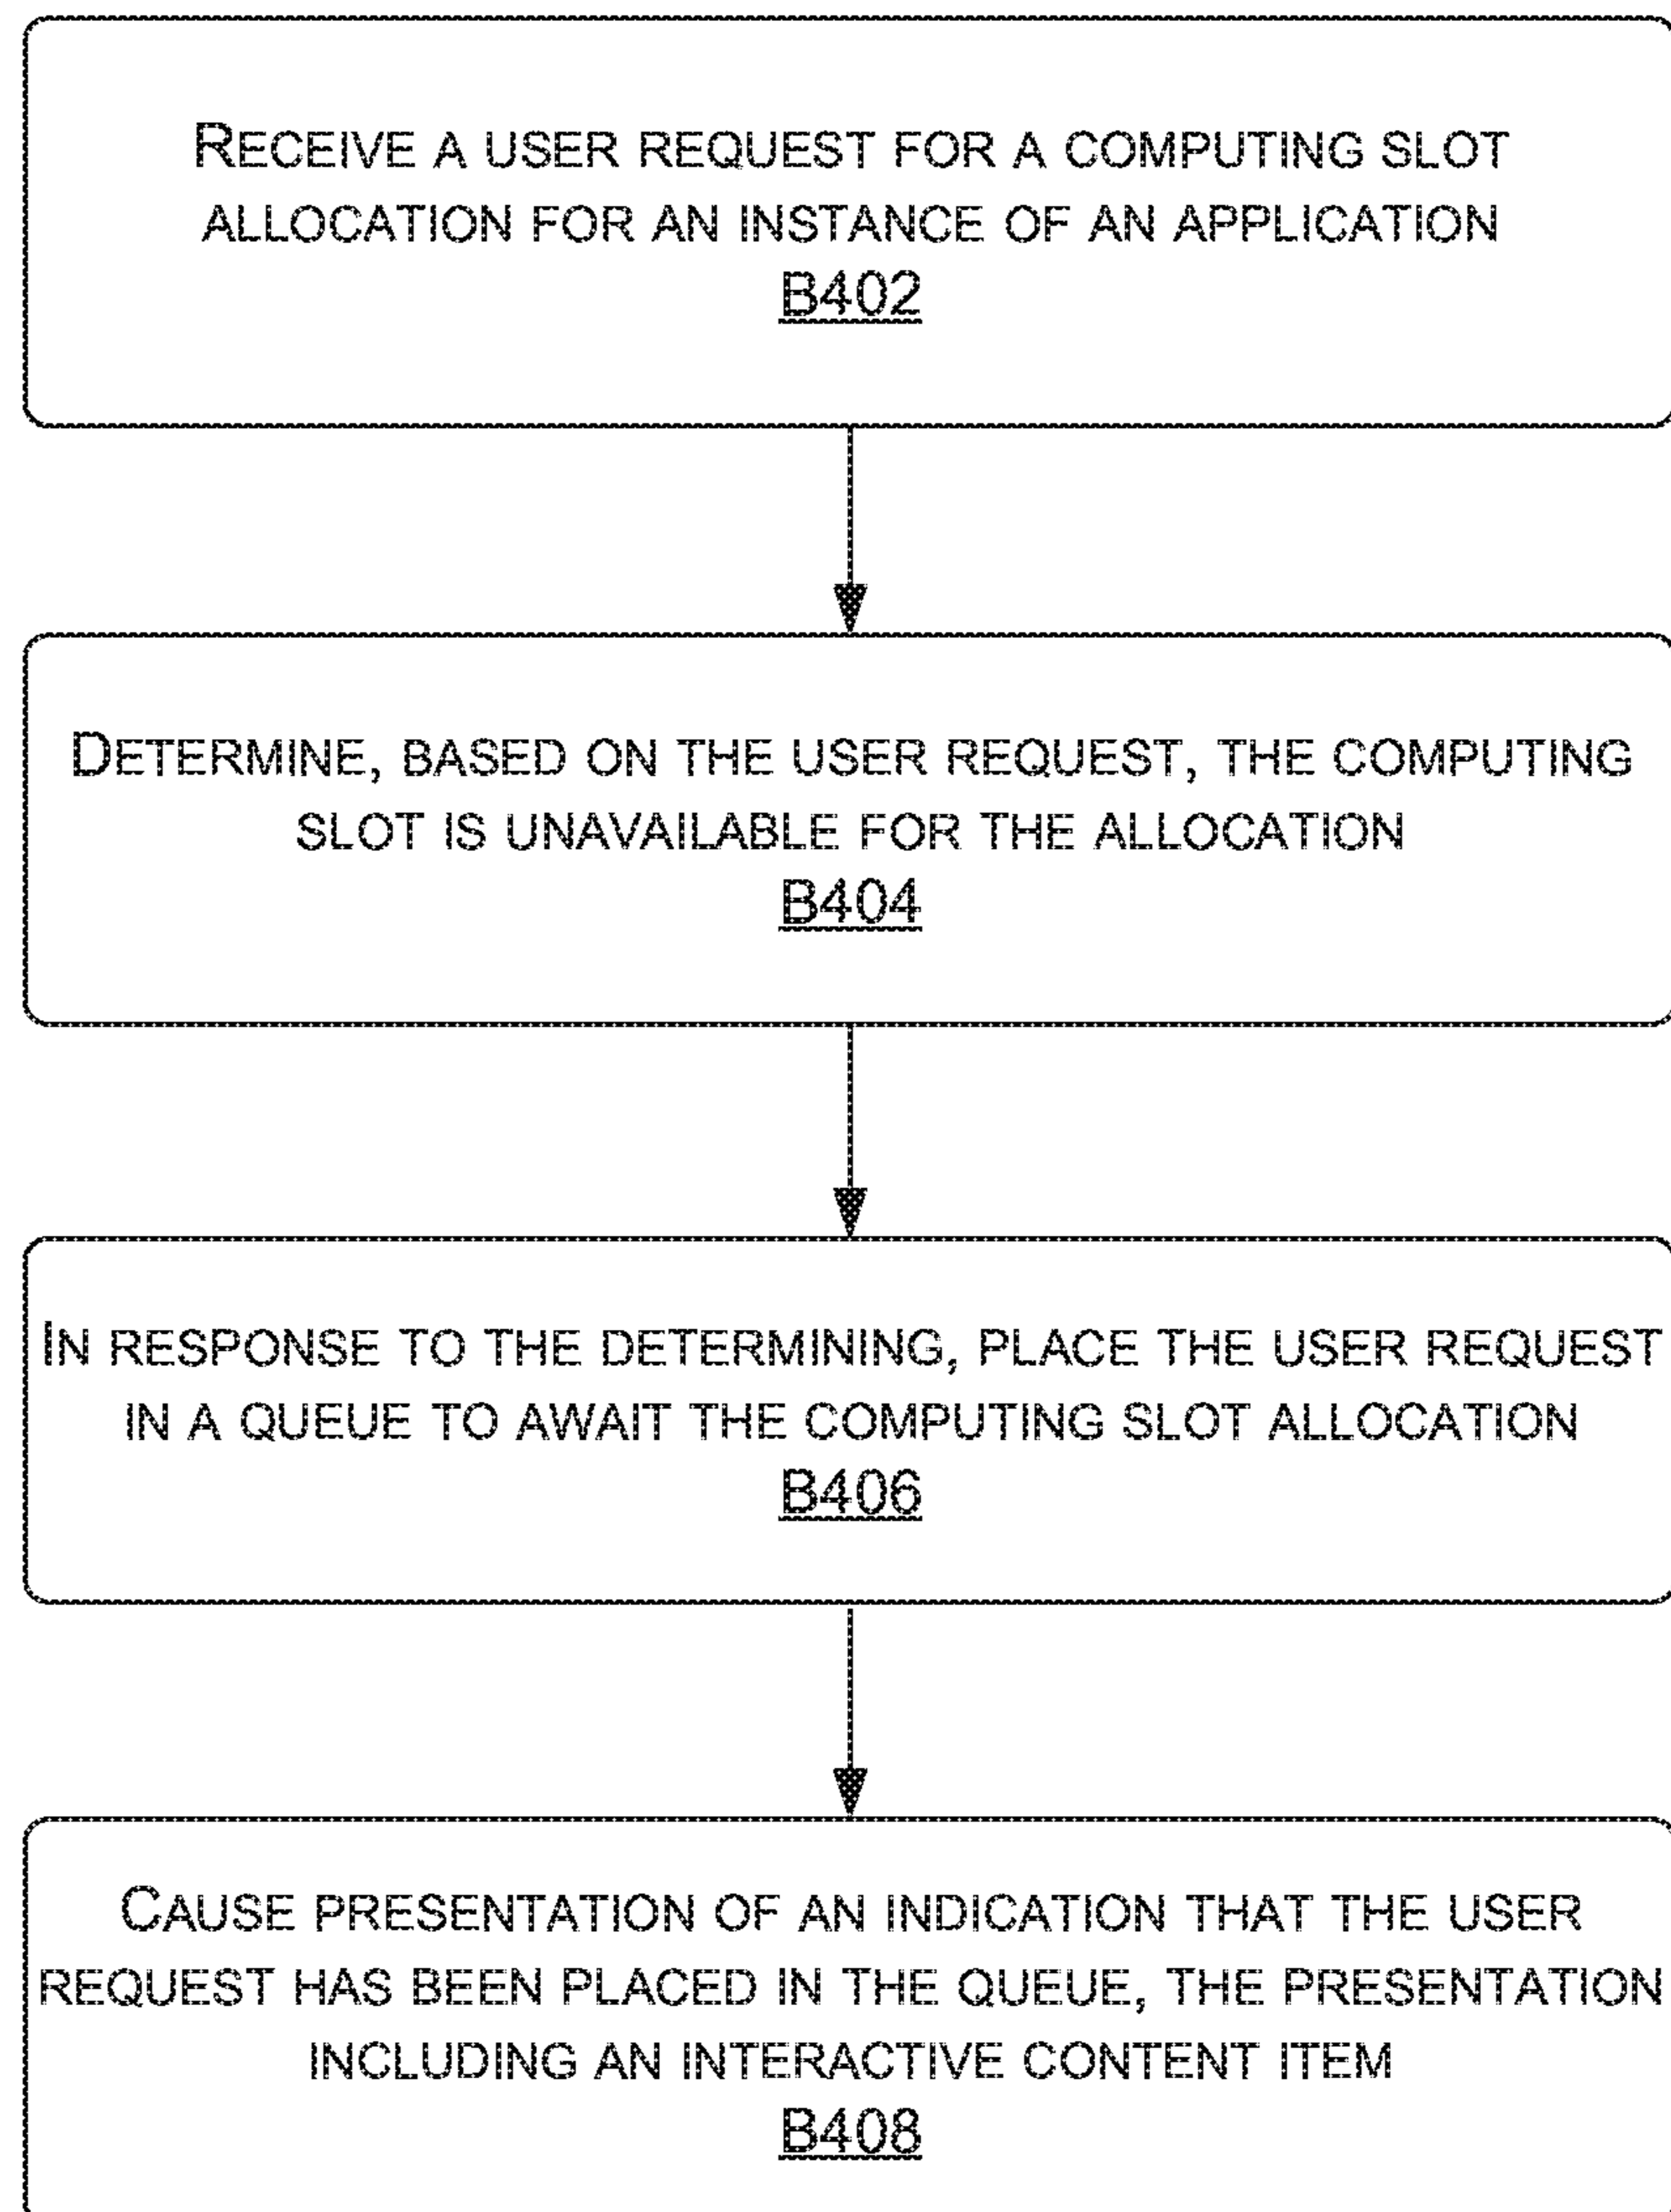 RECEIVE A USER REQUEST FOR A COMPUTING SLOT
ALLOCATION FOR AN INSTANCE OF AN APPLICATION
B402
DETERMINE, BASED ON THE USER REQUEST, THE COMPUTING
SLOT IS UNAVAILABLE FOR THE ALLOCATION
B404
IN RESPONSE TO THE DETERMINING, PLACE THE USER REQUEST
IN A QUEUE TO AWAIT THE COMPUTING SLOT ALLOCATION
B406
CAUSE PRESENTATION OF AN INDICATION THAT THE USER
REQUEST HAS BEEN PLACED IN THE QUEUE, THE PRESENTATION
INCLUDING AN INTERACTIVE CONTENT ITEM
B408